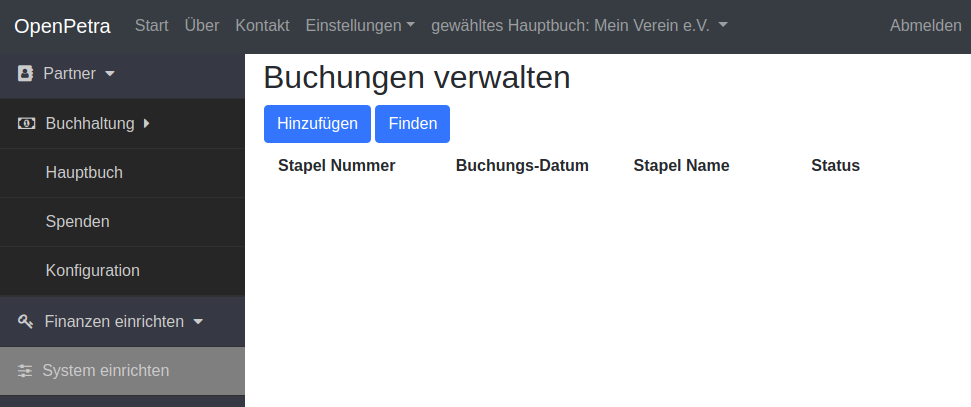 OpenPetra Start Über Kontakt Einstellungen gewähltes Hauptbuch: Mein Verein e.V. Abmelden
Partner
Buchhaltung
Hauptbuch
Spenden
Konfiguration
Finanzen einrichten
System einrichten
Buchungen verwalten
Hinzufügen Finden
Stapel Nummer Buchungs-Datum Stapel Name Status